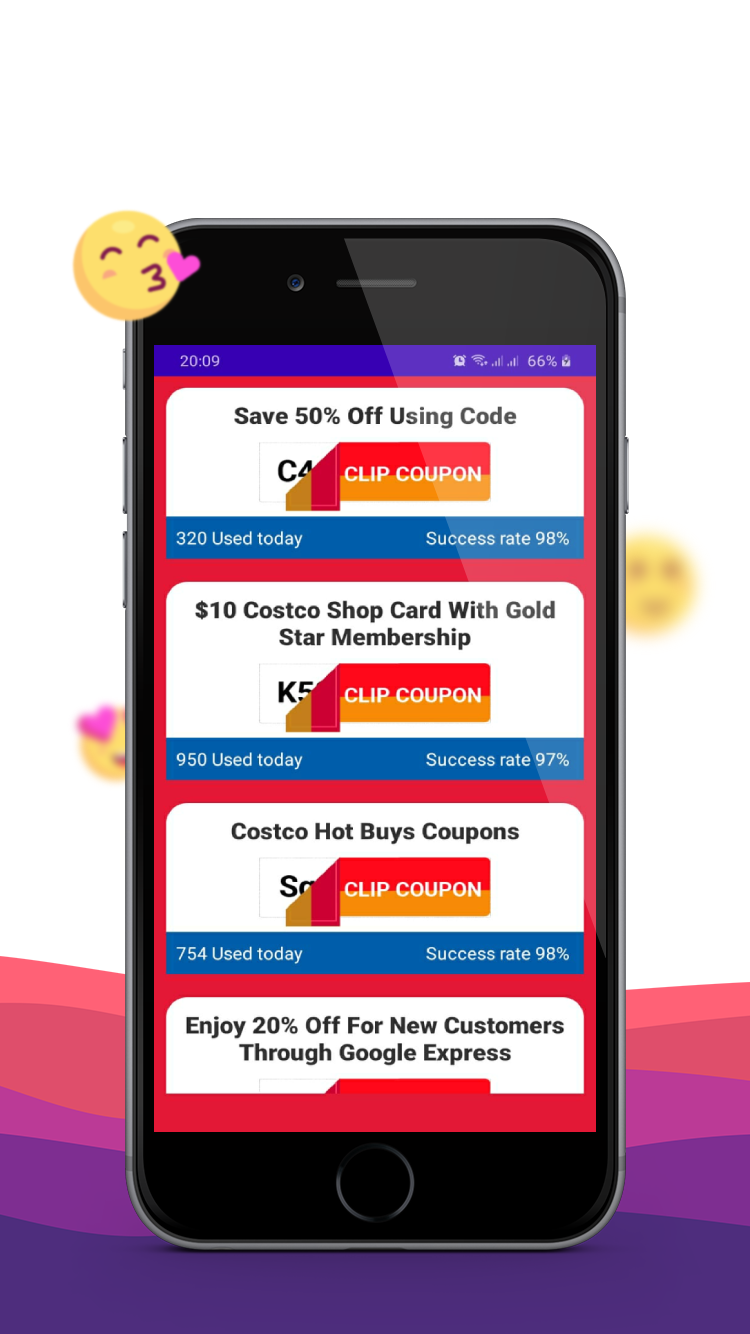 20:09 66%
Save 50% Off Using Code
C4 CLIP COUPON
320 Used today Success rate 98%
$10 Costco Shop Card With Gold
Star Membership
K5 CLIP COUPON
950 Used today Success rate 97%
Costco Hot Buys Coupons
CLIP COUPON
754 Used today Success rate 98%
Enjoy 20% Off For New Customers
Through Google Express